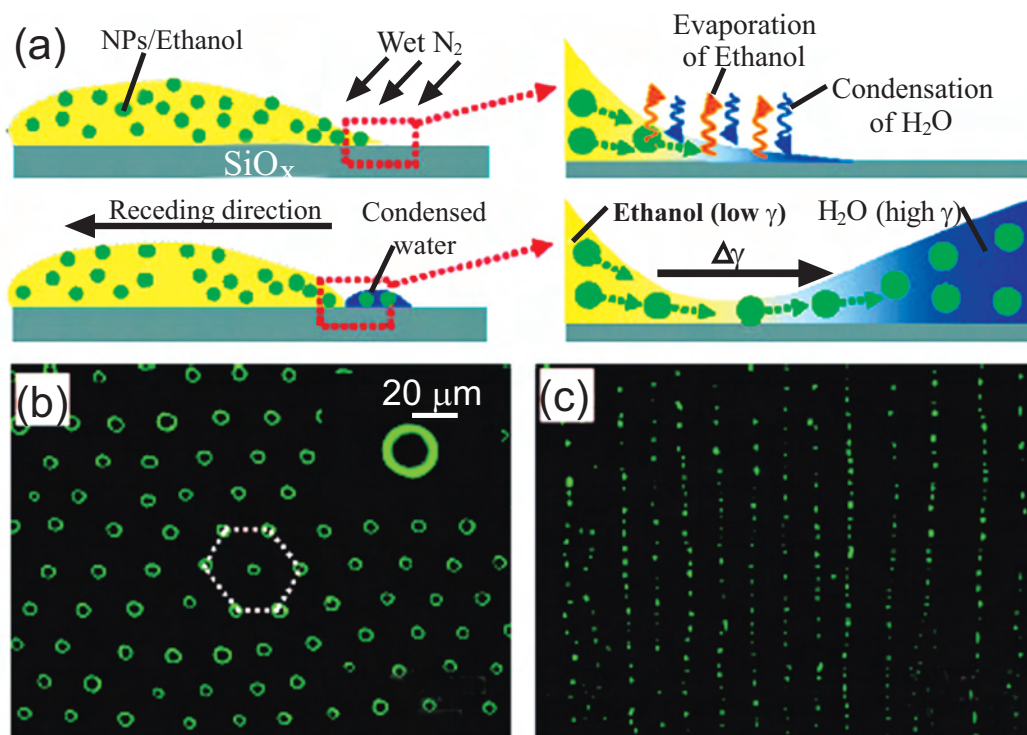 (a)
NPs/Ethanol
Wet N₂
SiOₓ
Evaporation
of Ethanol
Condensation
of H₂O
Receding direction
Condensed
water
Ethanol (low γ)
H₂O (high γ)
Δγ
(b)
20 μm
(c)